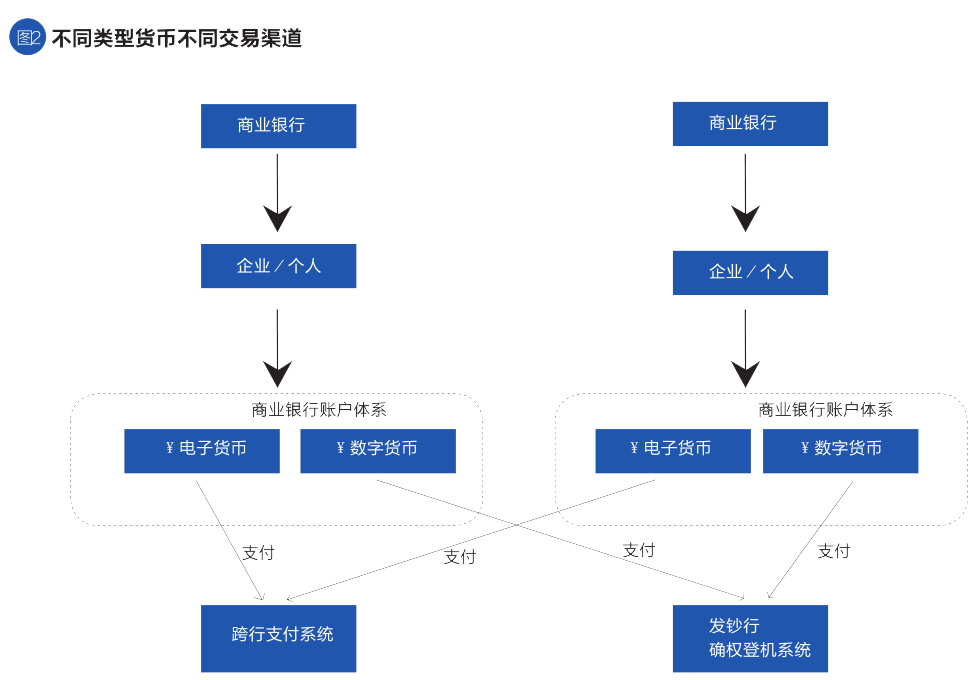 图2 不同类型货币不同交易渠道
商业银行
商业银行
企业／个人
企业／个人
商业银行账户体系
商业银行账户体系
¥ 电子货币
¥ 数字货币
¥ 电子货币
¥ 数字货币
支付
支付
支付
支付
跨行支付系统
发钞行
确权登机系统